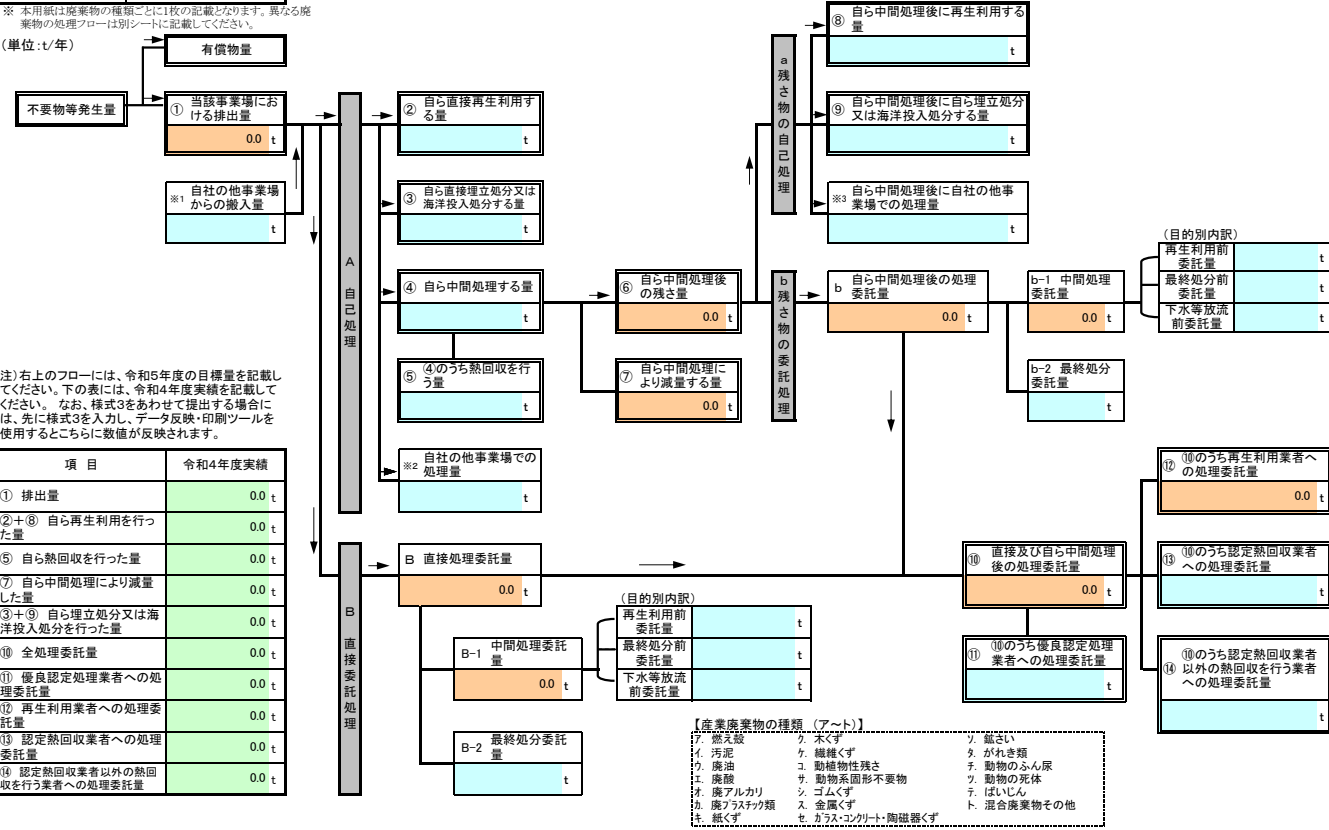 ※ 本用紙は廃棄物の種類ごとに1枚の記載となります。異なる廃
棄物の処理フローは別シートに記載してください。
(単位:t/年)
有償物量
不要物等発生量
① 当該事業場にお
ける排出量
0.0 t
※1 自社の他事業場
からの搬入量
t
A 自己処理
② 自ら直接再生利用す
る量
t
③ 自ら直接埋立処分又は
海洋投入処分する量
t
④ 自ら中間処理する量
t
⑤ ④のうち熱回収を行
う量
t
※2 自社の他事業場での
処理量
t
⑥ 自ら中間処理後
の残さ量
0.0 t
⑦ 自ら中間処理に
より減量する量
0.0 t
a 残さ物の自己処理
⑧ 自ら中間処理後に再生利用する
量
t
⑨ 自ら中間処理後に自ら埋立処分
又は海洋投入処分する量
t
※3 自ら中間処理後に自社の他事
業場での処理量
t
b 残さ物の委託処理
b 自ら中間処理後の処理
委託量
0.0 t
b-1 中間処理
委託量
0.0 t
b-2 最終処分
委託量
t
(目的別内訳)
再生利用前
委託量
t
最終処分前
委託量
t
下水等放流
前委託量
t
注)右上のフローには、令和5年度の目標量を記載し
てください。下の表には、令和4年度実績を記載して
ください。 なお、様式3をあわせて提出する場合に
は、先に様式3を入力し、データ反映・印刷ツールを
使用するとこちらに数値が反映されます。
項 目 令和4年度実績
① 排出量 0.0 t
②+⑧ 自ら再生利用を行っ
た量 0.0 t
⑤ 自ら熱回収を行った量 0.0 t
⑦ 自ら中間処理により減量
した量 0.0 t
③+⑨ 自ら埋立処分又は海
洋投入処分を行った量 0.0 t
⑩ 全処理委託量 0.0 t
⑪ 優良認定処理業者への処
理委託量 0.0 t
⑫ 再生利用業者への処理委
託量 0.0 t
⑬ 認定熱回収業者への処理
委託量 0.0 t
⑭ 認定熱回収業者以外の熱回
収を行う業者への処理委託量 0.0 t
B 直接委託処理
B 直接処理委託量
0.0 t
B-1 中間処理委託
量
0.0 t
B-2 最終処分委託
量
t
(目的別内訳)
再生利用前
委託量
t
最終処分前
委託量
t
下水等放流
前委託量
t
⑩ 直接及び自ら中間処理
後の処理委託量
0.0 t
⑪ ⑩のうち優良認定処理
業者への処理委託量
t
⑫ ⑩のうち再生利用業者へ
の処理委託量
0.0 t
⑬ ⑩のうち認定熱回収業者
への処理委託量
t
⑭ ⑩のうち認定熱回収業者
以外の熱回収を行う業者
への処理委託量
t
【産業廃棄物の種類 (ア~ト)】
ア. 燃え殻 ク. 木くず ソ. 鉱さい
イ. 汚泥 ケ. 繊維くず タ. がれき類
ウ. 廃油 コ. 動植物性残さ チ. 動物のふん尿
エ. 廃酸 サ. 動物系固形不要物 ツ. 動物の死体
オ. 廃アルカリ シ. ゴムくず テ. ばいじん
カ. 廃プラスチック類 ス. 金属くず ト. 混合廃棄物その他
キ. 紙くず セ. ガラス・コンクリート・陶磁器くず